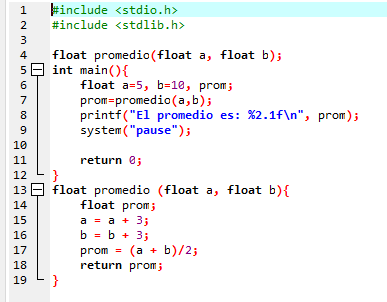 1 #include <stdio.h>
2 #include <stdlib.h>
3
4 float promedio(float a, float b);
5 int main(){
6 float a=5, b=10, prom;
7 prom=promedio(a,b);
8 printf("El promedio es: %2.1f\n", prom);
9 system("pause");
10
11 return 0;
12 }
13 float promedio (float a, float b){
14 float prom;
15 a = a + 3;
16 b = b + 3;
17 prom = (a + b)/2;
18 return prom;
19 }